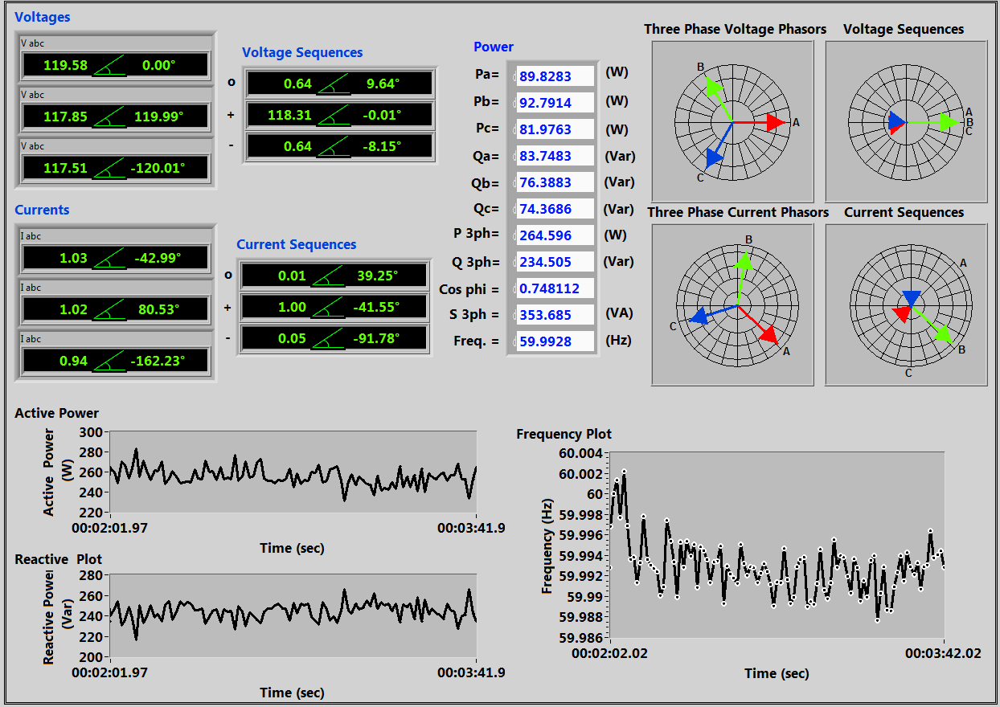 Voltages
V abc
119.58 0.00°
V abc
117.85 119.99°
V abc
117.51 -120.01°
Voltage Sequences
o 0.64 9.64°
+ 118.31 -0.01°
- 0.64 -8.15°
Currents
I abc
1.03 -42.99°
I abc
1.02 80.53°
I abc
0.94 -162.23°
Current Sequences
o 0.01 39.25°
+ 1.00 -41.55°
- 0.05 -91.78°
Power
Pa= 89.8283 (W)
Pb= 92.7914 (W)
Pc= 81.9763 (W)
Qa= 83.7483 (Var)
Qb= 76.3883 (Var)
Qc= 74.3686 (Var)
P 3ph= 264.596 (W)
Q 3ph= 234.505 (Var)
Cos phi = 0.748112
S 3ph = 353.685 (VA)
Freq. = 59.9928 (Hz)
Three Phase Voltage Phasors
B
A
C
Voltage Sequences
A
B
C
Three Phase Current Phasors
B
C
A
Current Sequences
A
B
C
Active Power
Active Power
(W)
300
280
260
240
220
00:02:01.97 00:03:41.9
Time (sec)
Reactive Plot
Reactive Power
(Var)
280
260
240
220
200
00:02:01.97 00:03:41.9
Time (sec)
Frequency Plot
Frequency (Hz)
60.004
60.002
60
59.998
59.996
59.994
59.992
59.99
59.988
59.986
00:02:02.02 00:03:42.02
Time (sec)